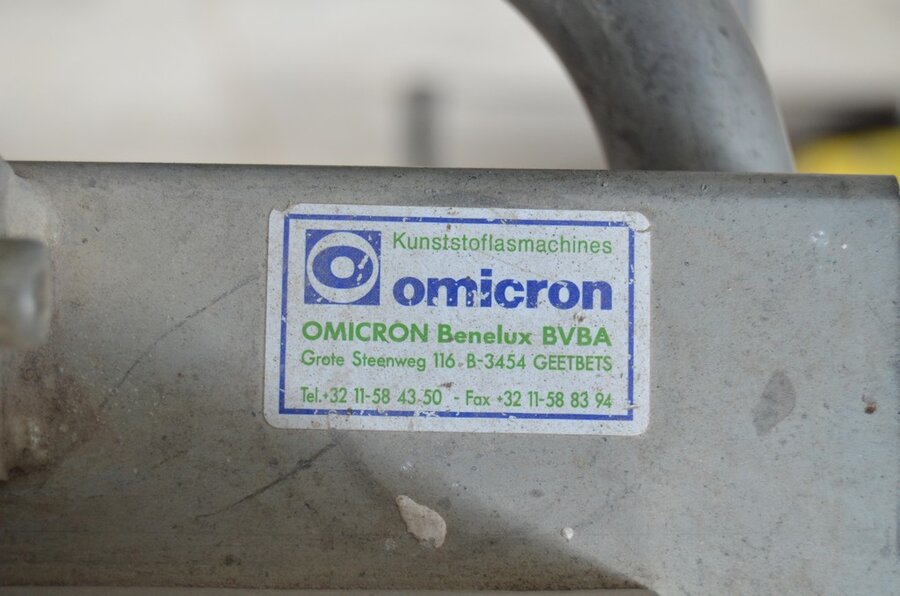 Kunststoflasmachines
omicron
OMICRON Benelux BVBA
Grote Steenweg 116 B-3454 GEETBETS
Tel.+32 11-58 43 50 - Fax +32 11-58 83 94